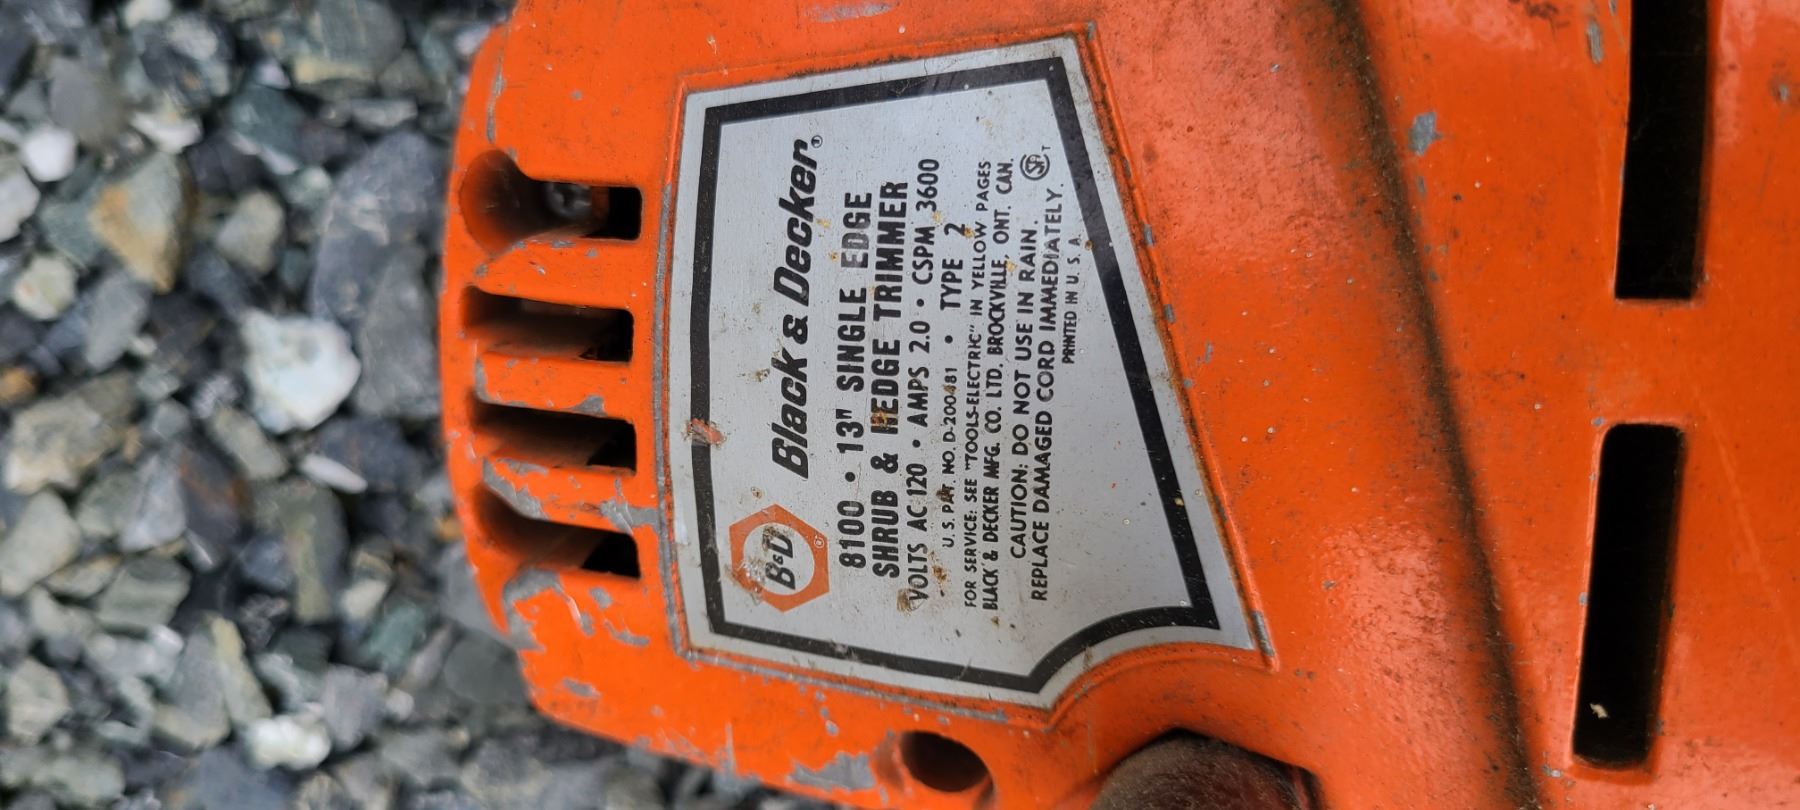 B&D
Black & Decker®
8100 • 13" SINGLE EDGE
SHRUB & HEDGE TRIMMER
VOLTS AC-120 • AMPS 2.0 • CSPM 3600
U.S. PAT. NO. D-200481 • TYPE 2
FOR SERVICE: SEE "TOOLS-ELECTRIC" IN YELLOW PAGES
BLACK & DECKER MFG. CO. LTD. BROCKVILLE, ONT. CAN.
CAUTION: DO NOT USE IN RAIN.
REPLACE DAMAGED CORD IMMEDIATELY.
PRINTED IN U. S. A.